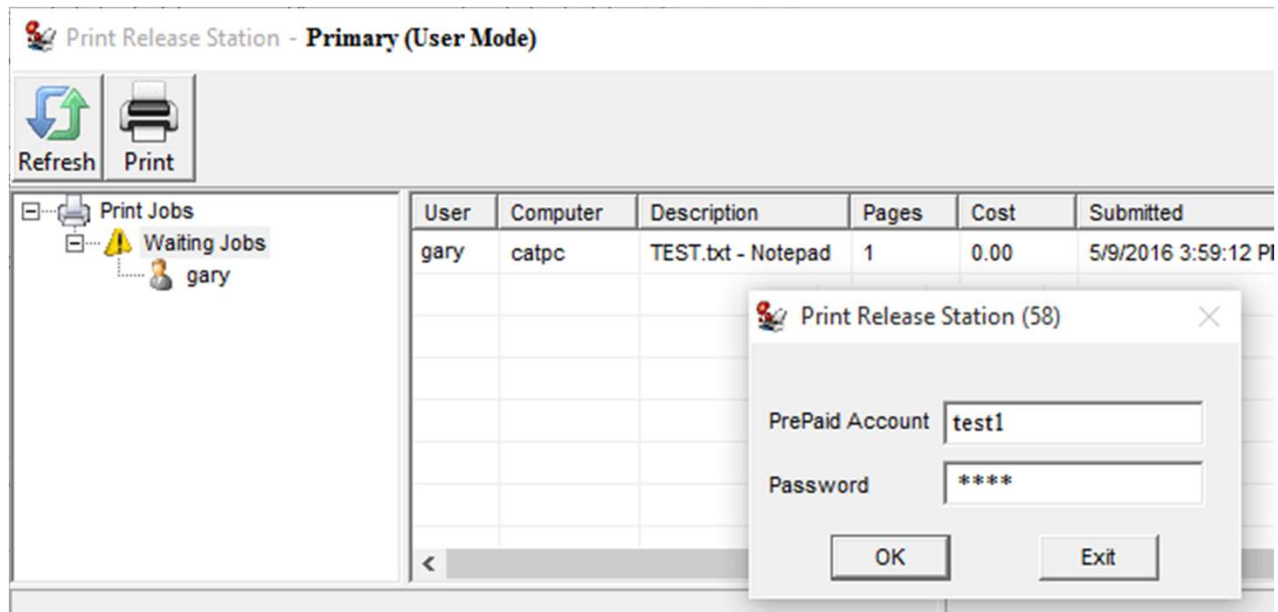 Print Release Station - Primary (User Mode)
Refresh Print
Print Jobs
Waiting Jobs
gary
User Computer Description Pages Cost Submitted
gary catpc TEST.txt - Notepad 1 0.00 5/9/2016 3:59:12
Print Release Station (58)
PrePaid Account test1
Password ****
OK Exit